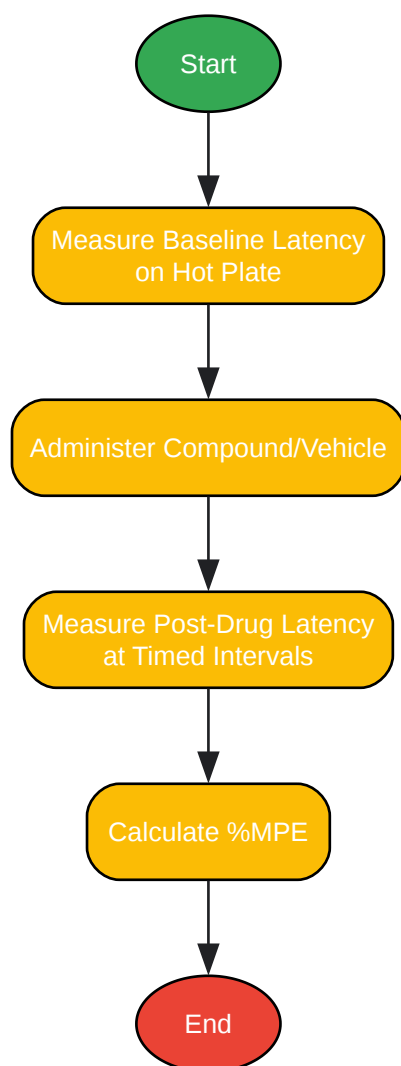 Start
Measure Baseline Latency
on Hot Plate
Administer Compound/Vehicle
Measure Post-Drug Latency
at Timed Intervals
Calculate %MPE
End